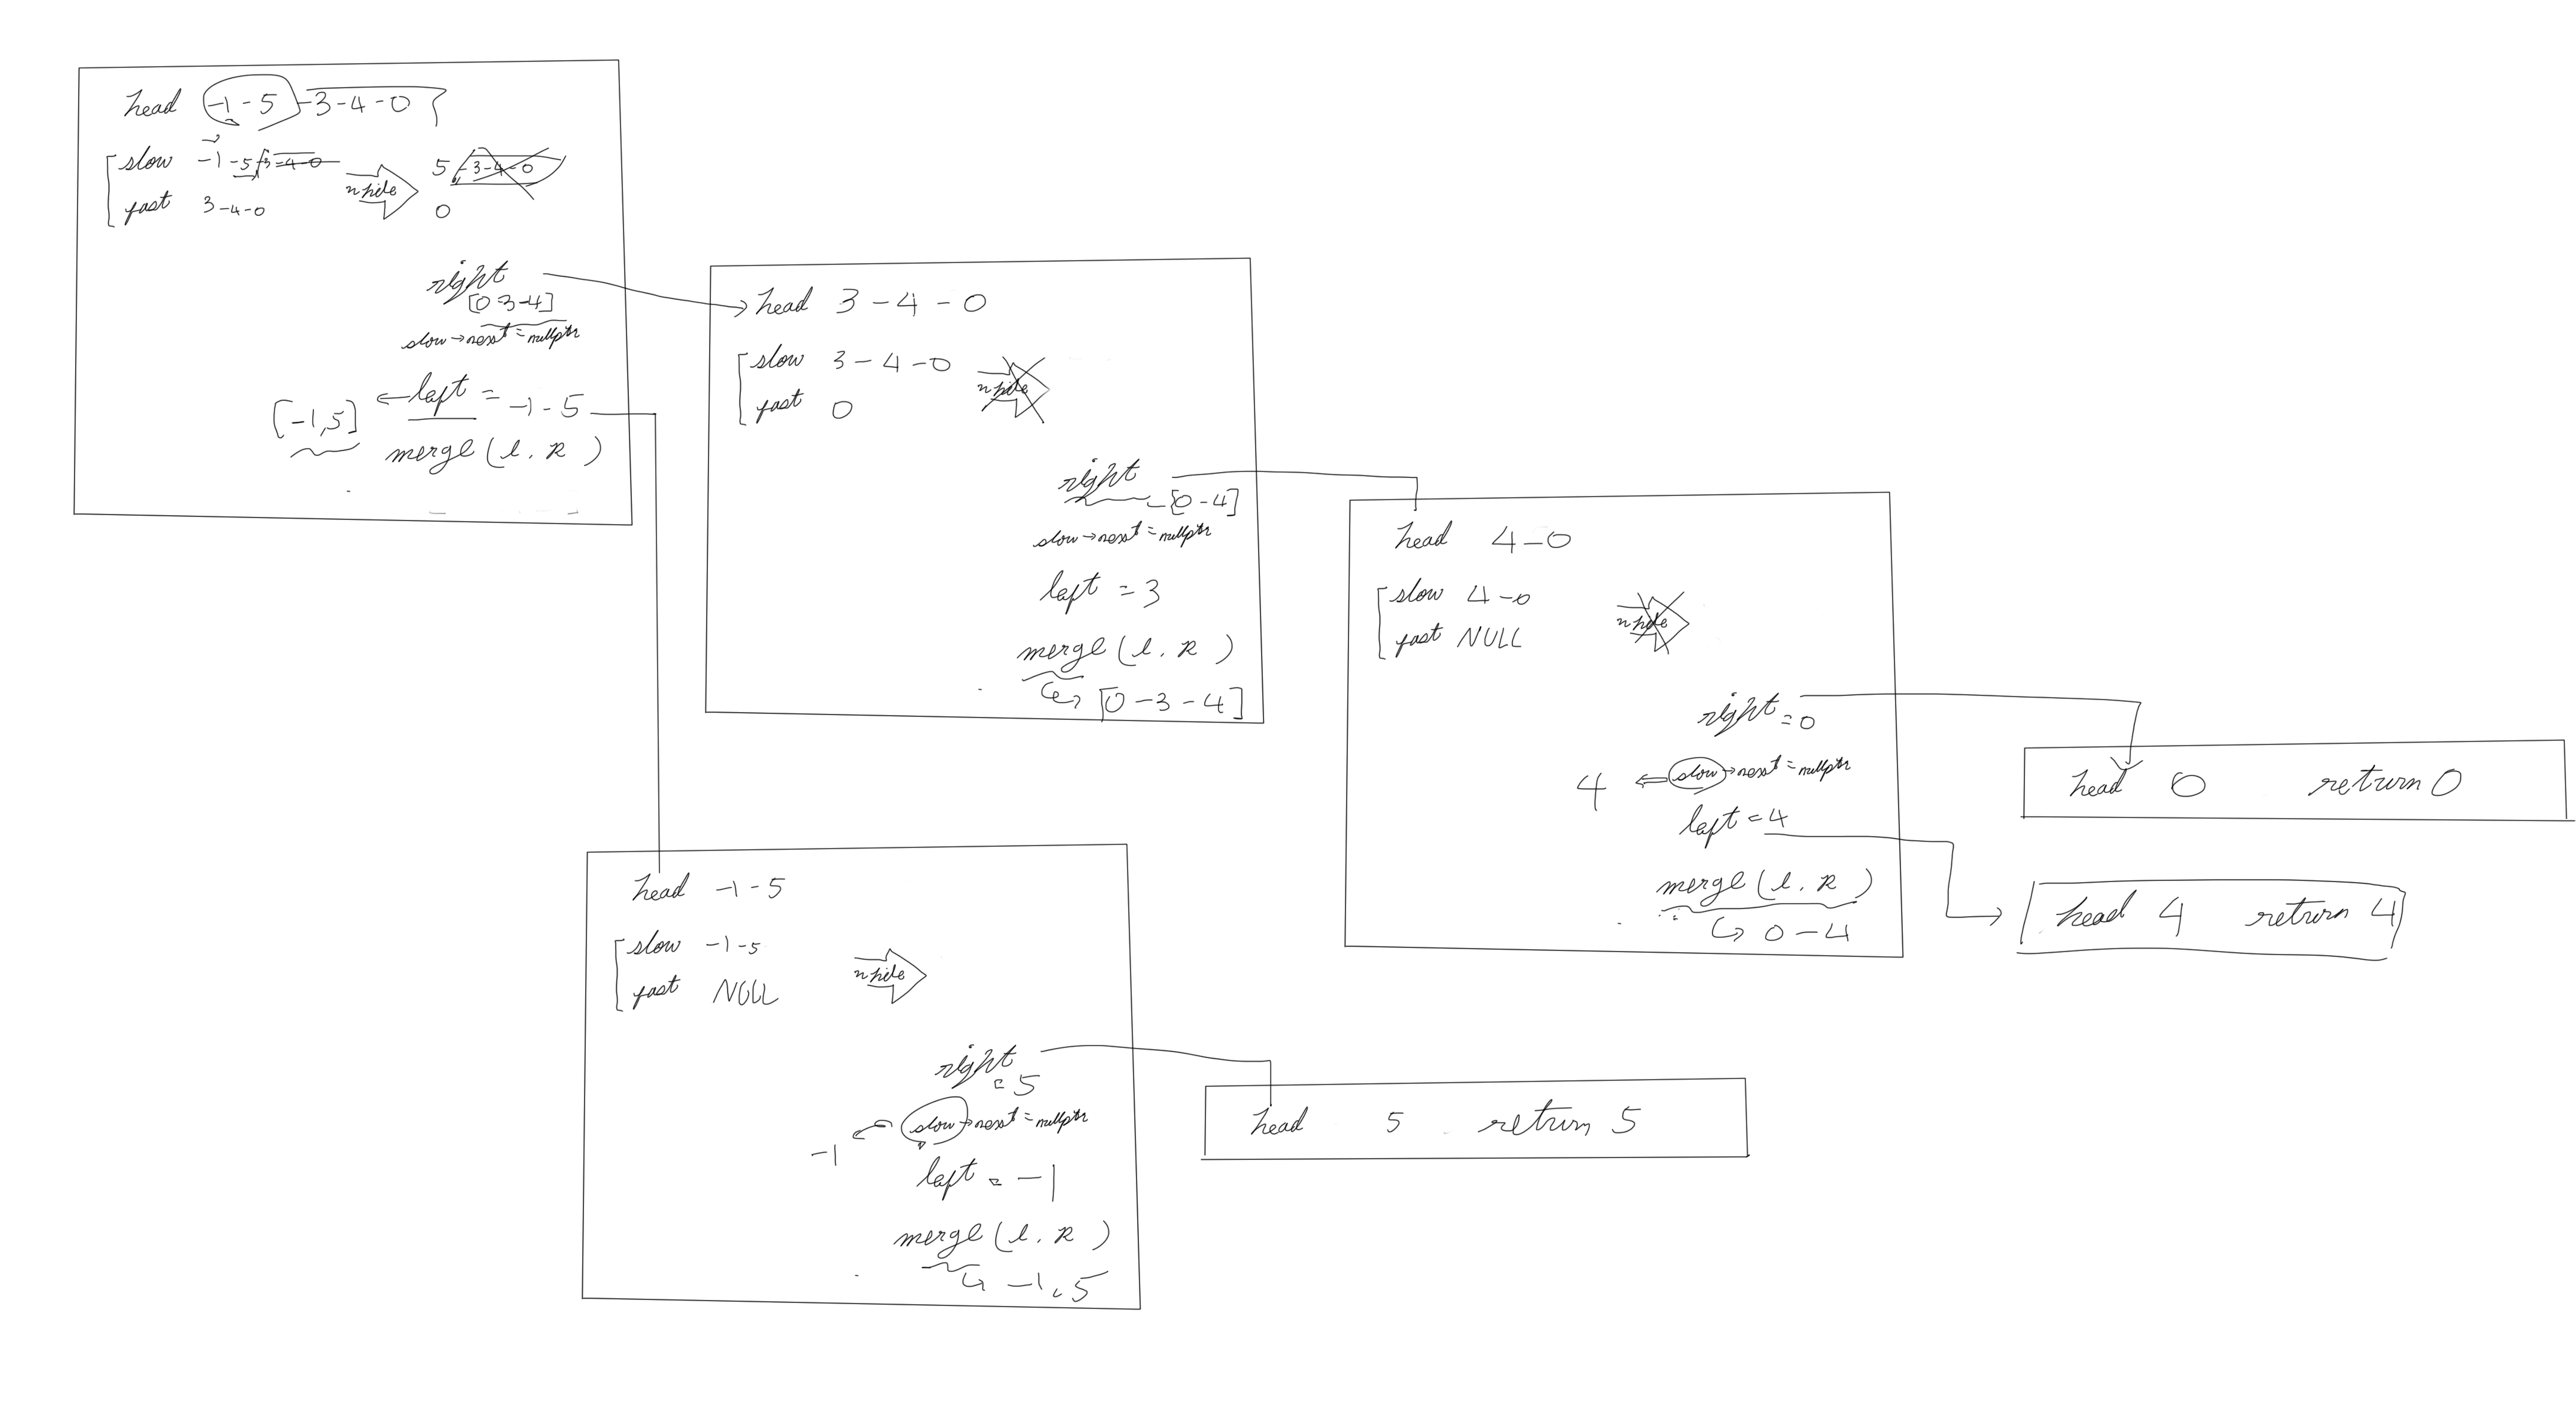 head -1-5-3-4-0
slow -1-5-3-4-0
fast 3-4-0
while
5-3-4-0
0
right
[0 3-4]
slow→next=nullptr
left = -1-5
[-1,5]
merge(l, R)
head 3-4-0
slow 3-4-0
fast 0
while
right
[0-4]
slow→next=nullptr
left = 3
merge(l, R)
[0-3-4]
head 4-0
slow 4-0
fast NULL
while
right=0
4 ⇐ slow→next=nullptr
left=4
merge(l, R)
0-4
head 0 return 0
head 4 return 4
head -1-5
slow -1-5
fast NULL
while
right
= 5
slow→next=nullptr
-1
left = -1
merge(l, R)
-1,5
head 5 return 5